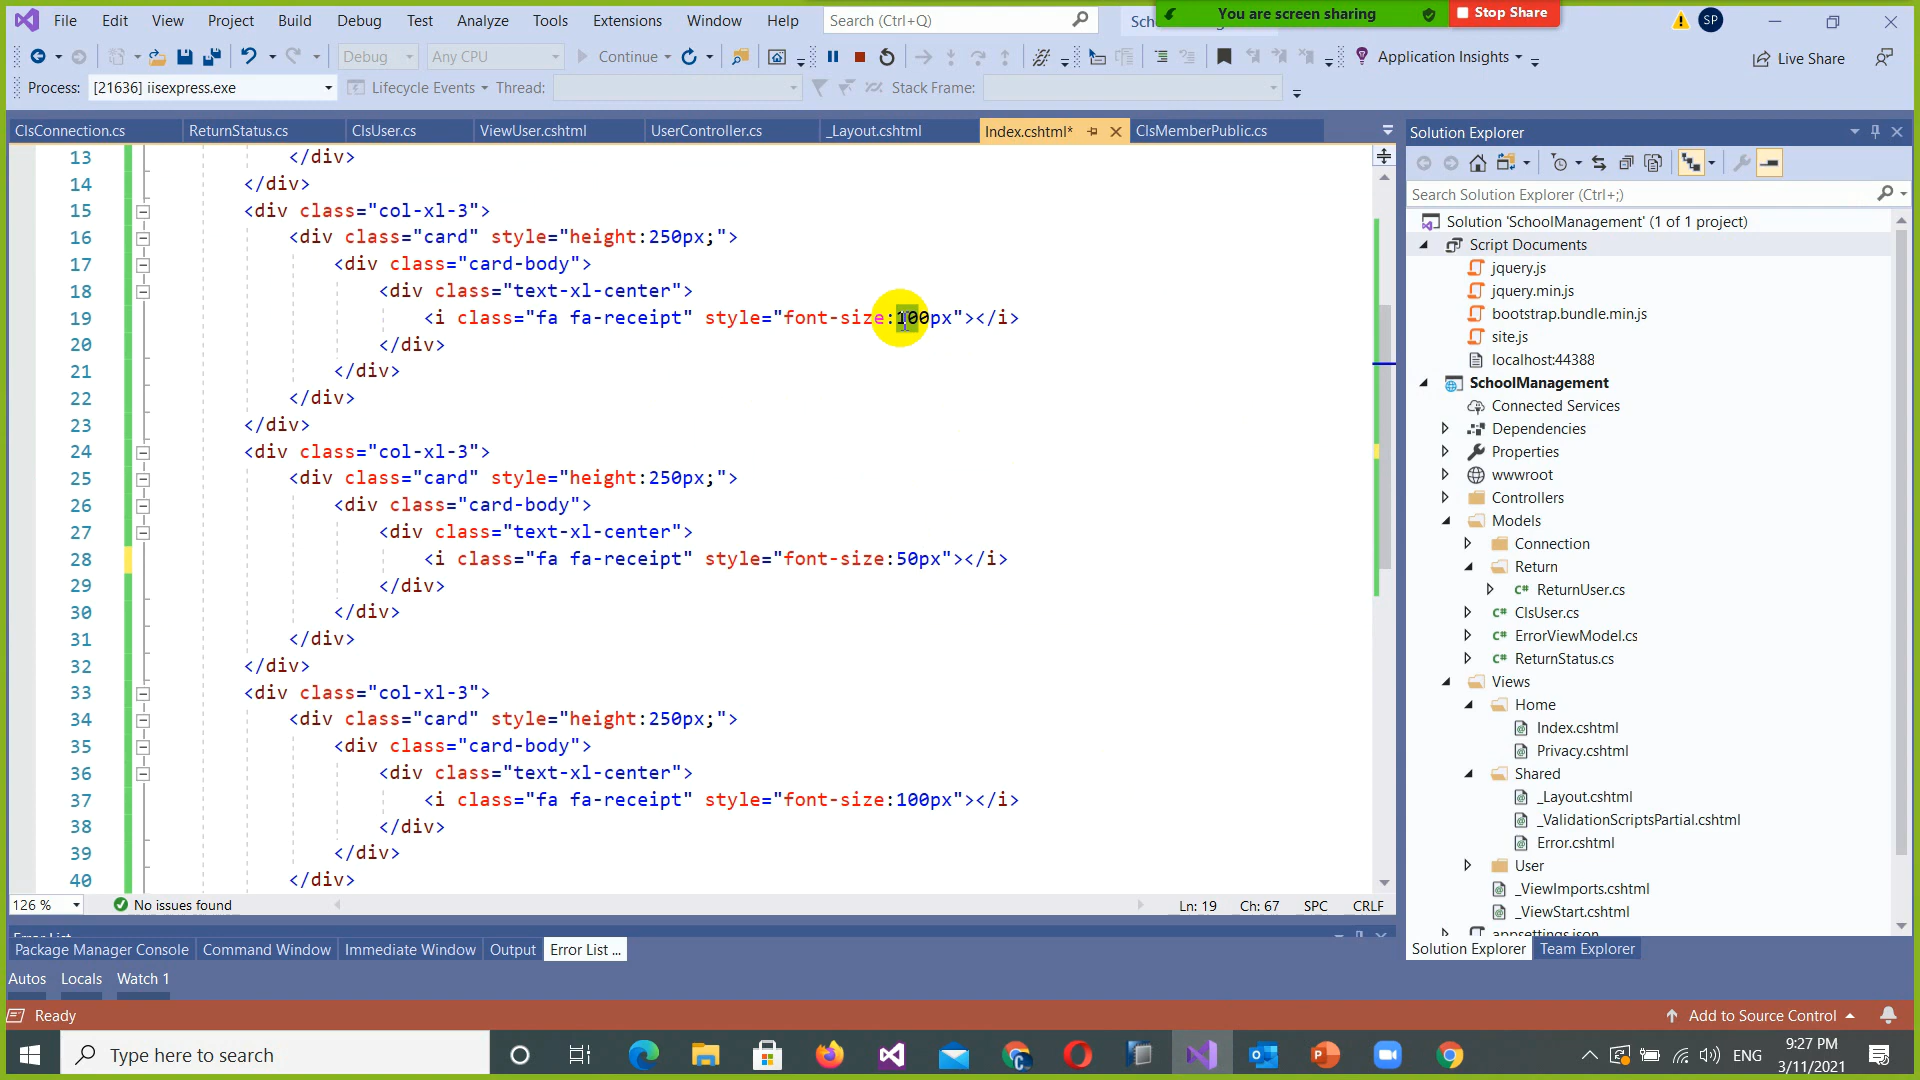 File Edit View Project Build Debug Test Analyze Tools Extensions Window Help Search (Ctrl+Q) You are screen sharing Stop Share SP
Debug Any CPU Continue Application Insights Live Share
Process: [21636] iisexpress.exe Lifecycle Events Thread: Stack Frame:
ClsConnection.cs ReturnStatus.cs ClsUser.cs ViewUser.cshtml UserController.cs _Layout.cshtml Index.cshtml* ClsMemberPublic.cs
13 </div>
14 </div>
15 <div class="col-xl-3">
16 <div class="card" style="height:250px;">
17 <div class="card-body">
18 <div class="text-xl-center">
19 <i class="fa fa-receipt" style="font-size:100px"></i>
20 </div>
21 </div>
22 </div>
23 </div>
24 <div class="col-xl-3">
25 <div class="card" style="height:250px;">
26 <div class="card-body">
27 <div class="text-xl-center">
28 <i class="fa fa-receipt" style="font-size:50px"></i>
29 </div>
30 </div>
31 </div>
32 </div>
33 <div class="col-xl-3">
34 <div class="card" style="height:250px;">
35 <div class="card-body">
36 <div class="text-xl-center">
37 <i class="fa fa-receipt" style="font-size:100px"></i>
38 </div>
39 </div>
40 </div>
126 % No issues found Ln: 19 Ch: 67 SPC CRLF
Package Manager Console Command Window Immediate Window Output Error List ...
Autos Locals Watch 1
Ready Add to Source Control
Solution Explorer
Search Solution Explorer (Ctrl+;)
Solution 'SchoolManagement' (1 of 1 project)
Script Documents
jquery.js
jquery.min.js
bootstrap.bundle.min.js
site.js
localhost:44388
SchoolManagement
Connected Services
Dependencies
Properties
wwwroot
Controllers
Models
Connection
Return
ReturnUser.cs
ClsUser.cs
ErrorViewModel.cs
ReturnStatus.cs
Views
Home
Index.cshtml
Privacy.cshtml
Shared
_Layout.cshtml
_ValidationScriptsPartial.cshtml
Error.cshtml
User
_ViewImports.cshtml
_ViewStart.cshtml
appsettings.json
Solution Explorer Team Explorer
Type here to search
ENG
9:27 PM
3/11/2021